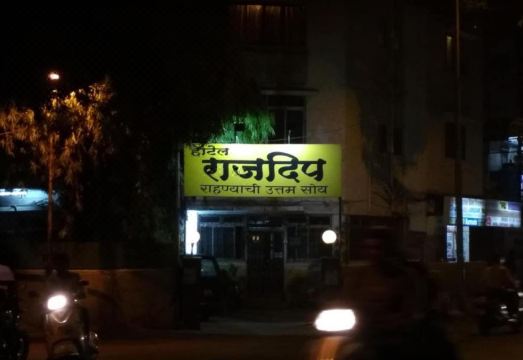 हॉटेल
राजदिप
राहण्याची उत्तम सोय